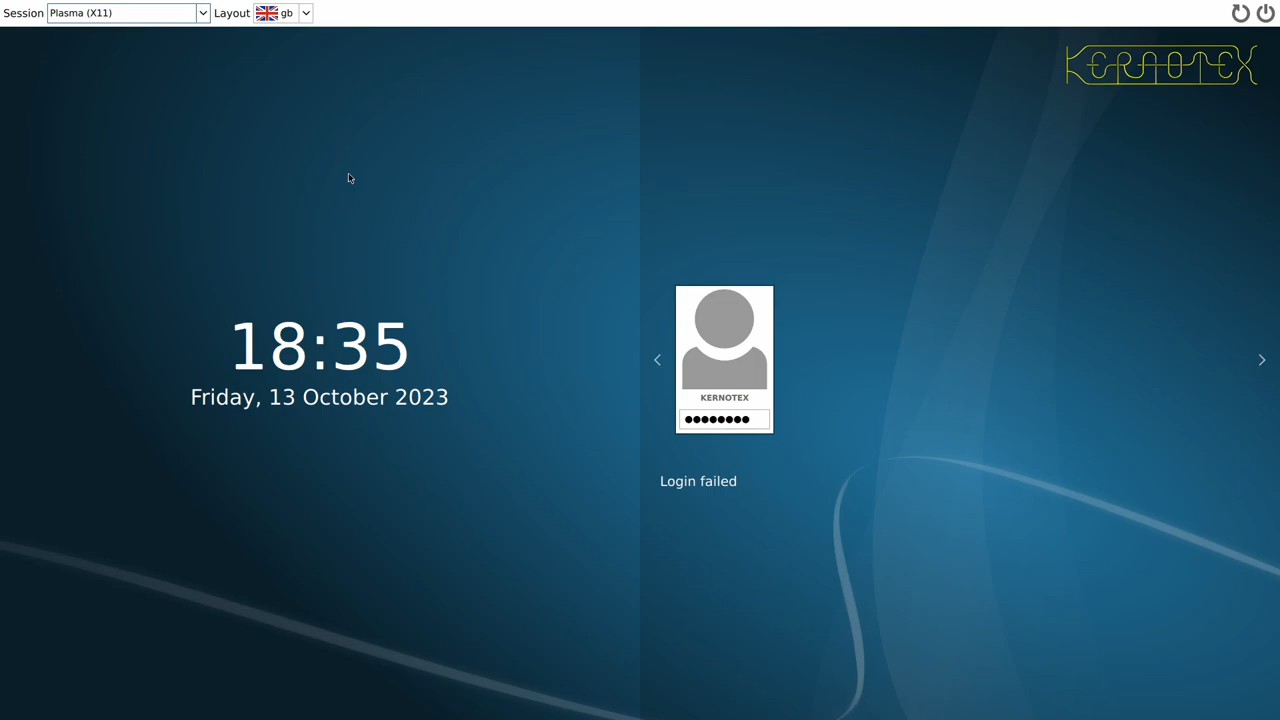 Session Plasma (X11) Layout gb
KERNOTEX
18:35
Friday, 13 October 2023
KERNOTEX
Login failed